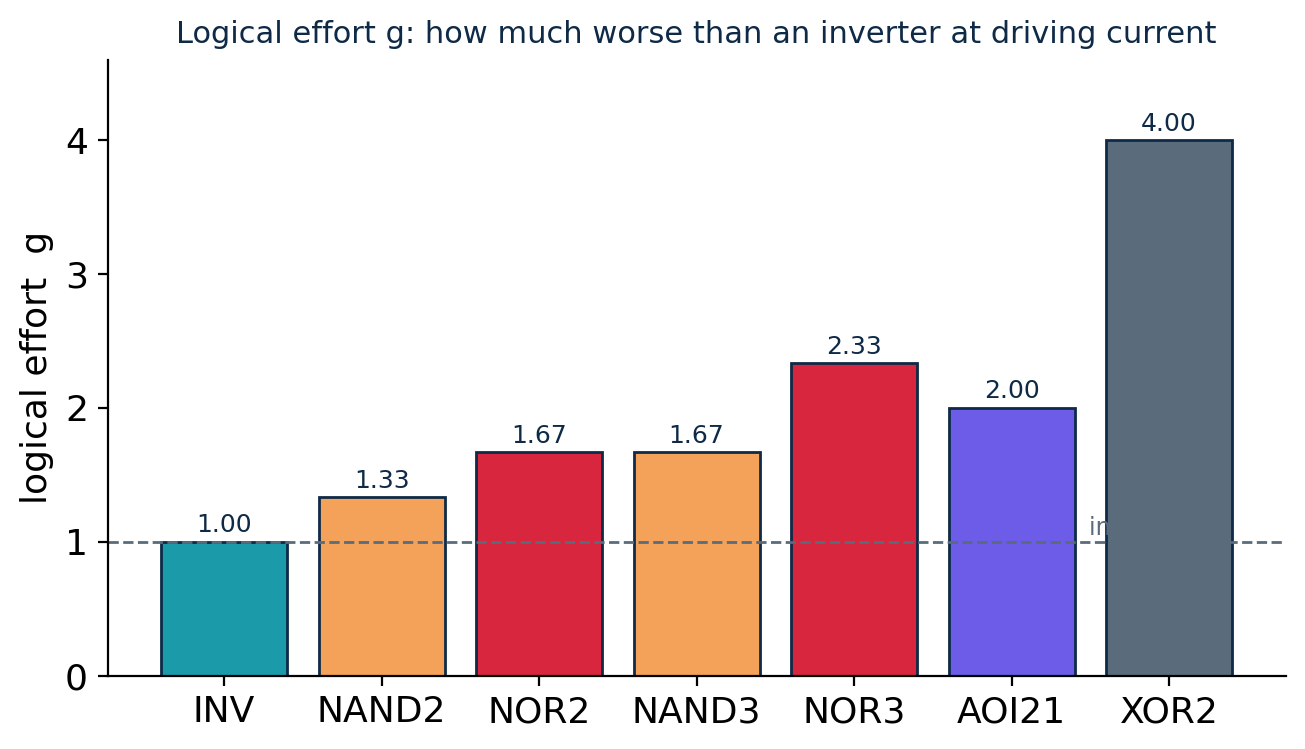 Logical effort g: how much worse than an inverter at driving current
logical effort g
4
3
2
1
0
1.00
1.33
1.67
1.67
2.33
2.00
4.00
INV
NAND2
NOR2
NAND3
NOR3
AOI21
XOR2